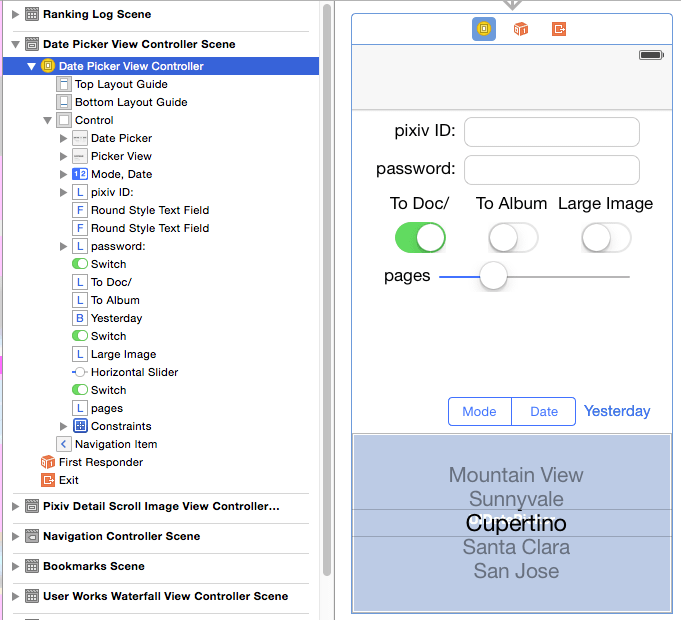 Ranking Log Scene
Date Picker View Controller Scene
Date Picker View Controller
Top Layout Guide
Bottom Layout Guide
Control
Date Picker
Picker View
1 2 Mode, Date
L pixiv ID:
F Round Style Text Field
F Round Style Text Field
L password:
Switch
L To Doc/
L To Album
B Yesterday
Switch
L Large Image
Horizontal Slider
Switch
L pages
Constraints
Navigation Item
First Responder
Exit
Pixiv Detail Scroll Image View Controller...
Navigation Controller Scene
Bookmarks Scene
User Works Waterfall View Controller Scene
pixiv ID:
password:
To Doc/ To Album Large Image
pages
Mode Date Yesterday
Mountain View
Sunnyvale
Cupertino
Santa Clara
San Jose